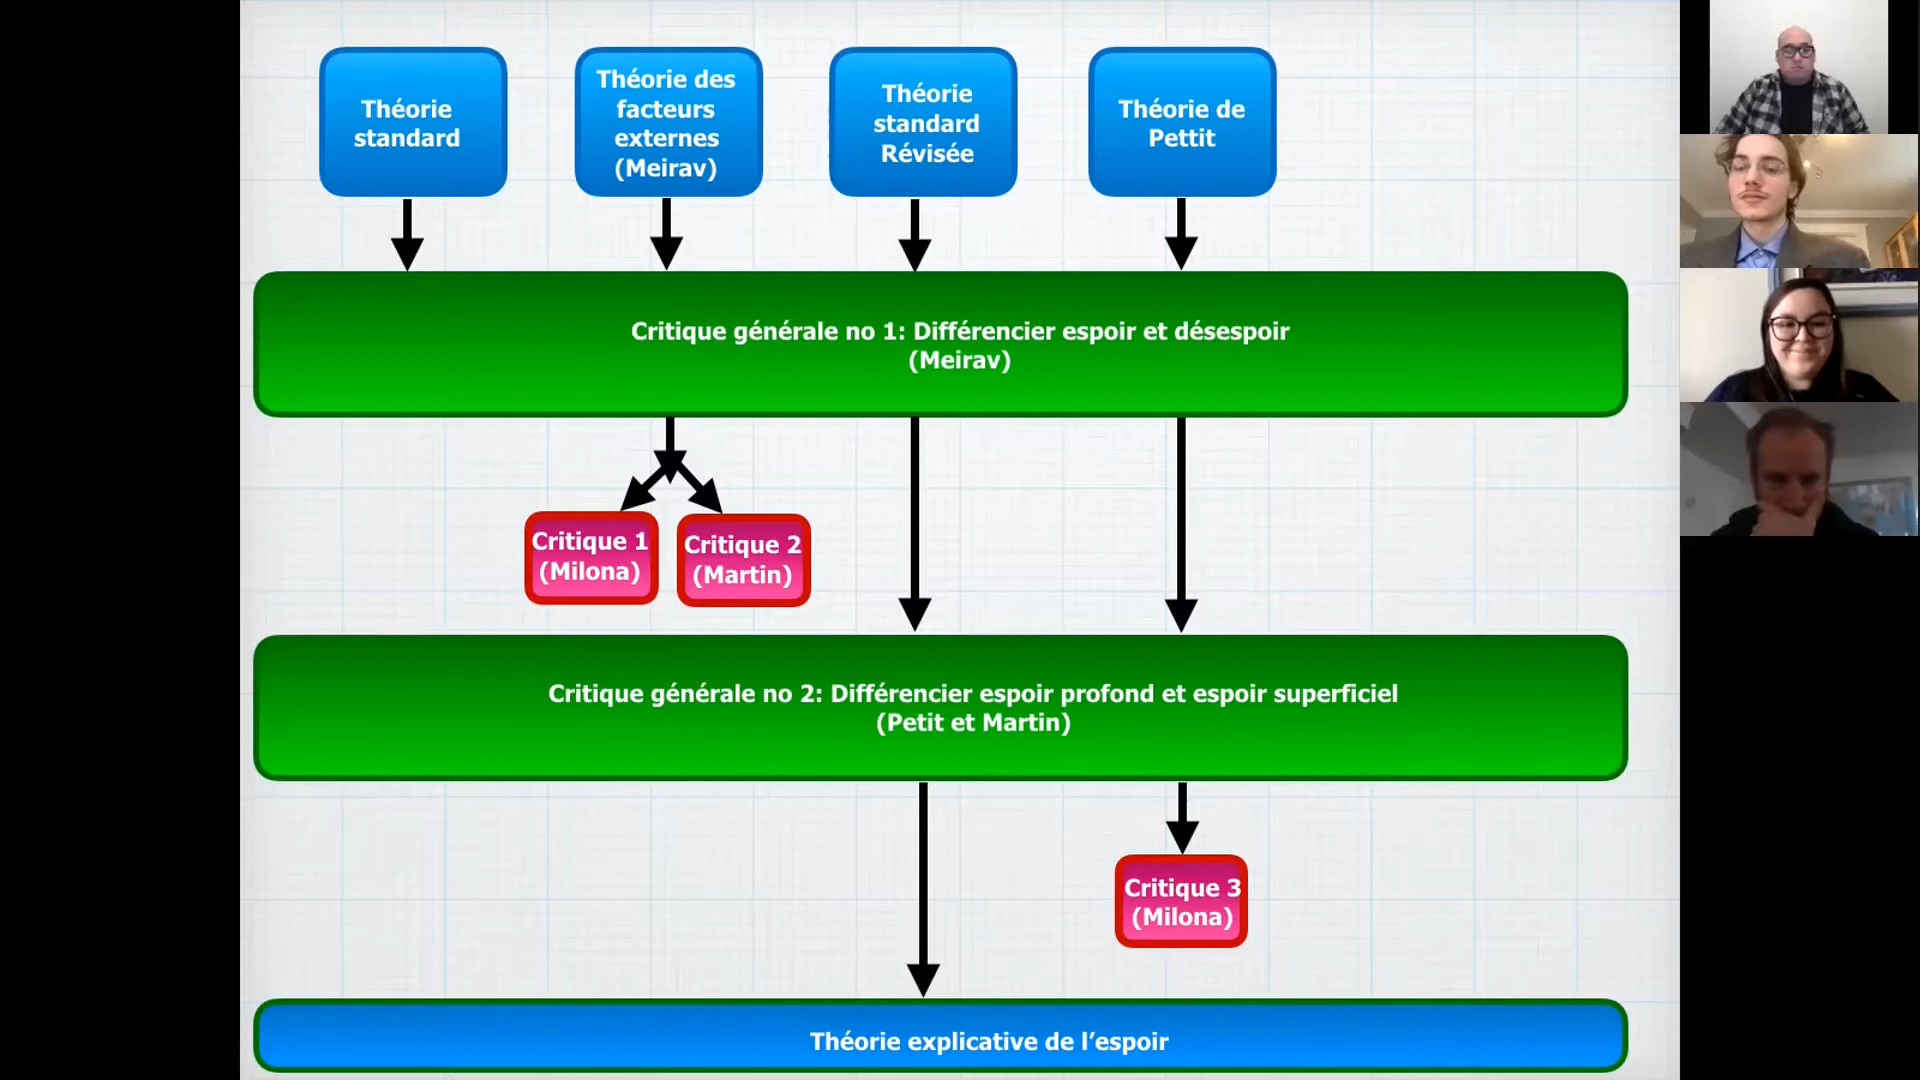 Théorie
standard
Théorie des
facteurs
externes
(Meirav)
Théorie
standard
Révisée
Théorie de
Pettit
Critique générale no 1: Différencier espoir et désespoir
(Meirav)
Critique 1
(Milona)
Critique 2
(Martin)
Critique générale no 2: Différencier espoir profond et espoir superficiel
(Petit et Martin)
Critique 3
(Milona)
Théorie explicative de l’espoir